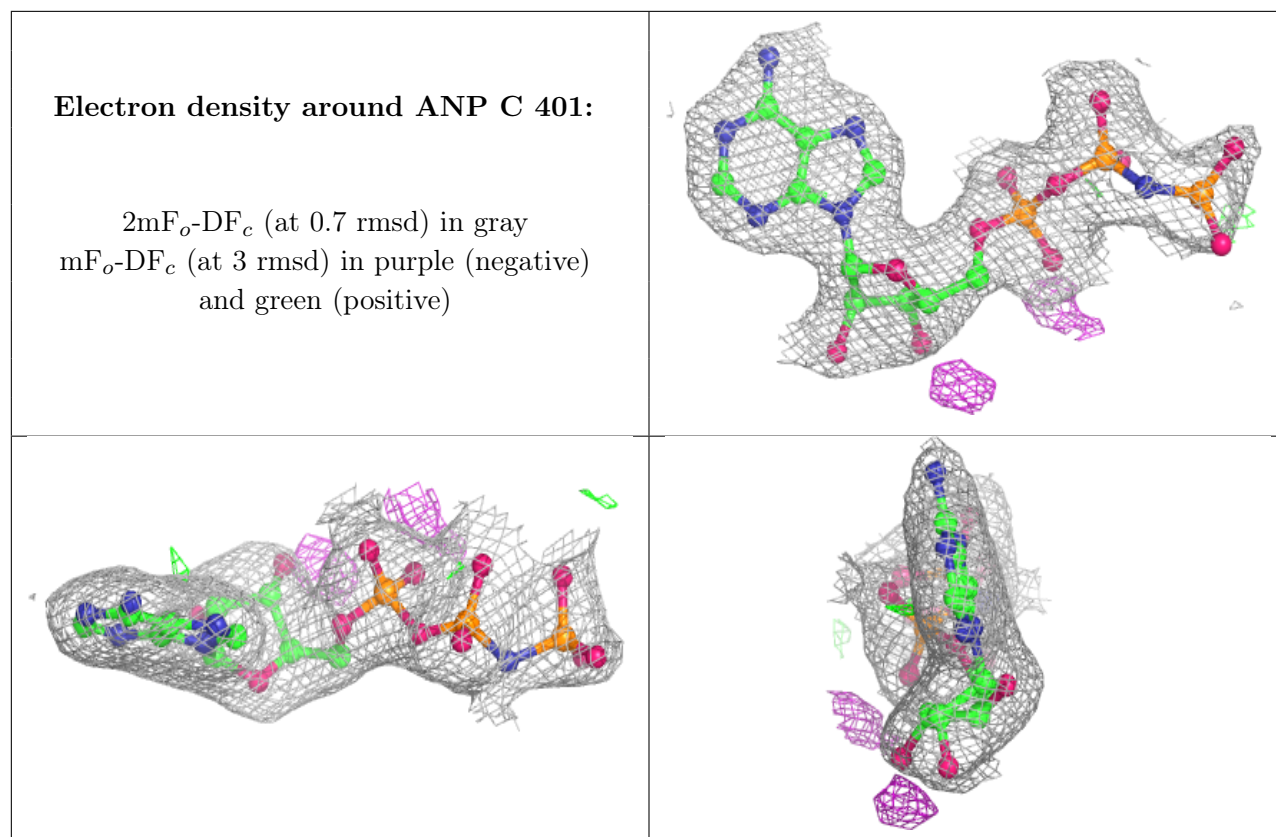 Electron density around ANP C 401:
2mFₒ-DF𝒸 (at 0.7 rmsd) in gray
mFₒ-DF𝒸 (at 3 rmsd) in purple (negative)
and green (positive)